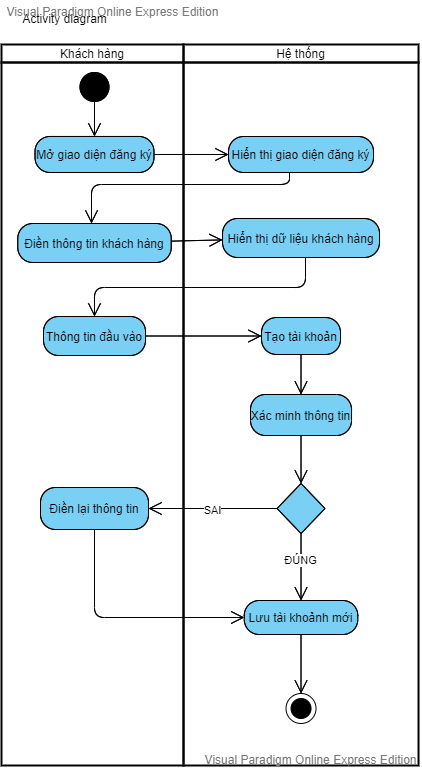 Visual Paradigm Online Express Edition
Activity diagram
Khách hàng
Hệ thống
Mở giao diện đăng ký
Hiển thị giao diện đăng ký
Điền thông tin khách hàng
Hiển thị dữ liệu khách hàng
Thông tin đầu vào
Tạo tài khoản
Xác minh thông tin
Điền lại thông tin
SAI
ĐÚNG
Lưu tài khoảnh mới
Visual Paradigm Online Express Edition